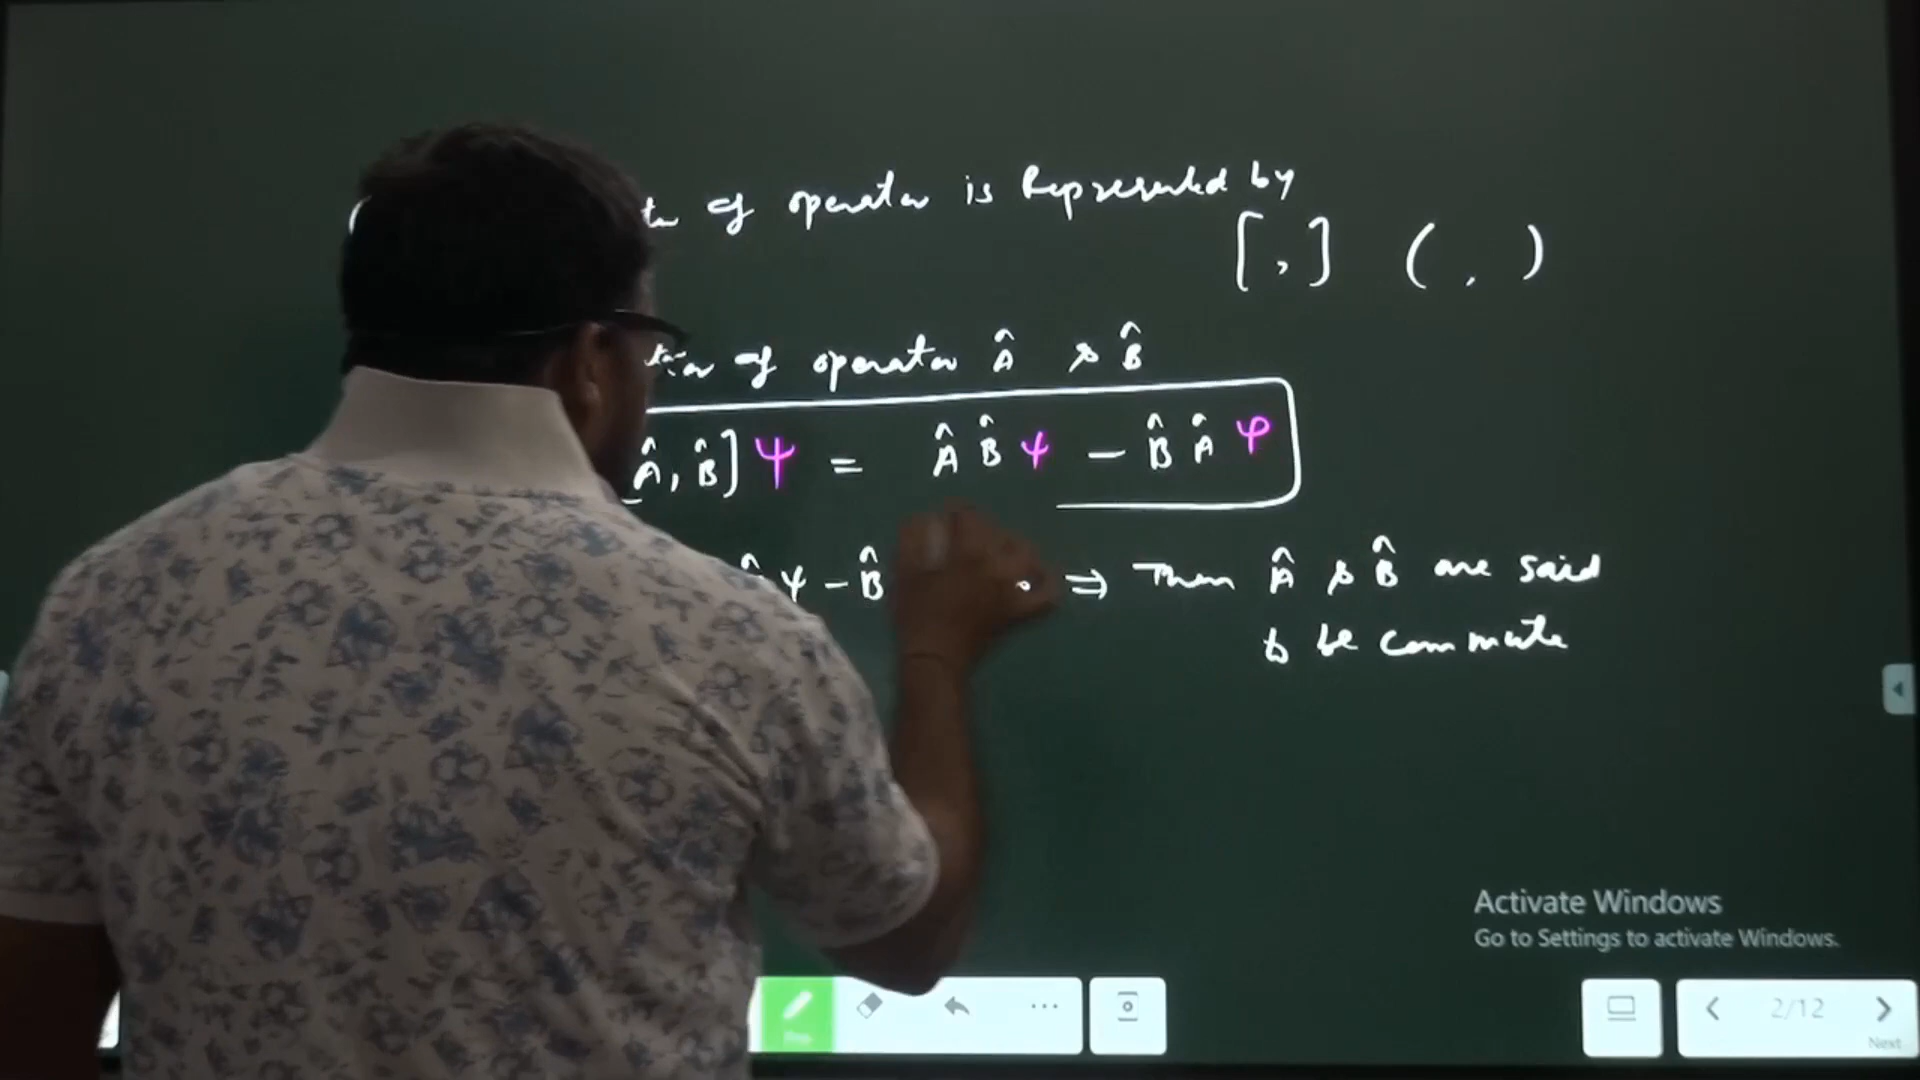 of operator is Represented by
[ , ] ( , )
of operator Â & B̂
Â, B̂] ψ = Â B̂ ψ − B̂ Â ψ
ψ − B̂ ⇒ Then Â & B̂ are said
to be commute
Activate Windows
Go to Settings to activate Windows.
2/12
Next